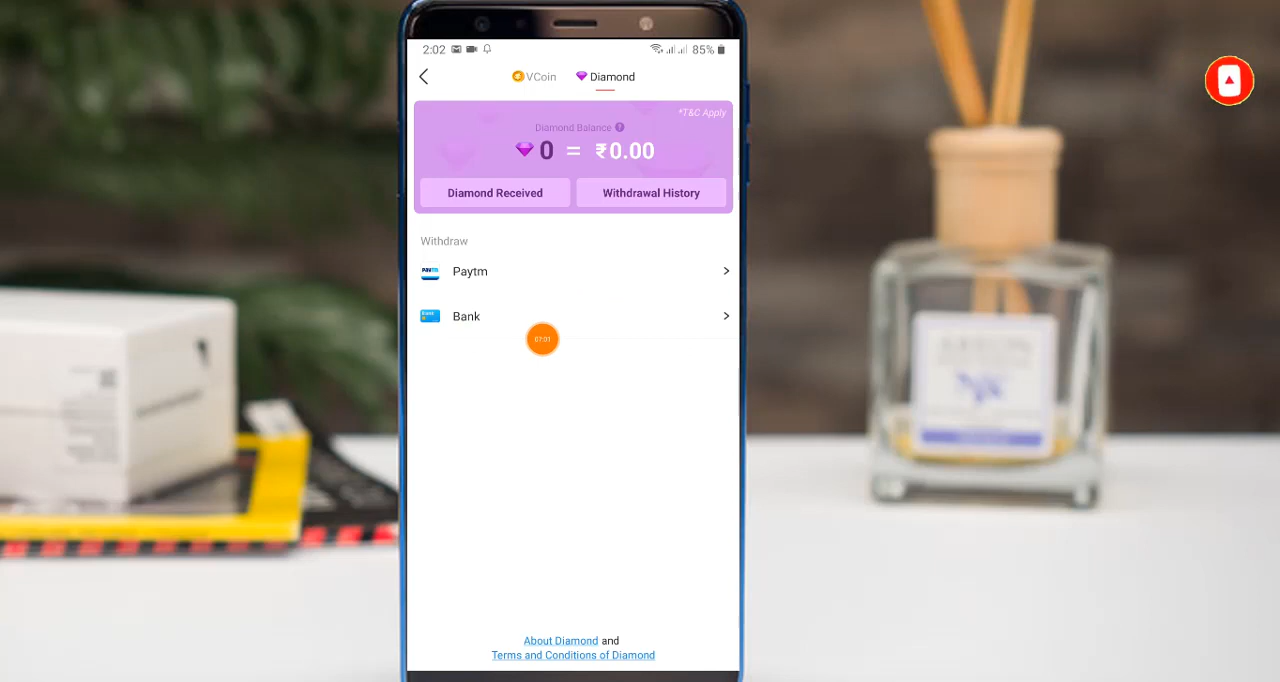 2:02
85%
VCoin
Diamond
*T&C Apply
Diamond Balance ?
0 = ₹0.00
Diamond Received
Withdrawal History
Withdraw
Paytm
Bank
07:01
About Diamond and
Terms and Conditions of Diamond